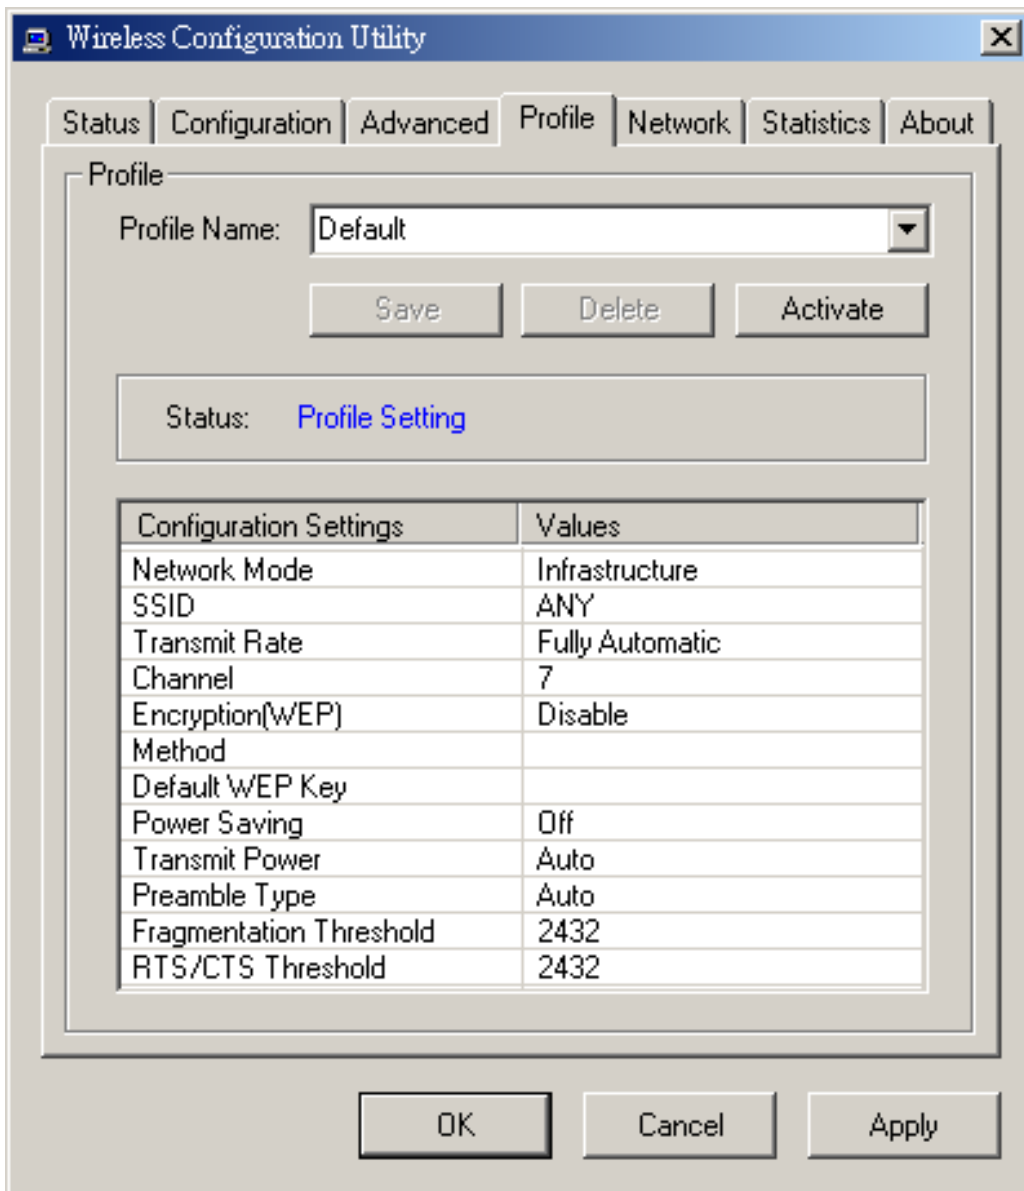 Wireless Configuration Utility
Status Configuration Advanced Profile Network Statistics About
Profile
Profile Name: Default
Save Delete Activate
Status: Profile Setting
Configuration Settings Values
Network Mode Infrastructure
SSID ANY
Transmit Rate Fully Automatic
Channel 7
Encryption(WEP) Disable
Method
Default WEP Key
Power Saving Off
Transmit Power Auto
Preamble Type Auto
Fragmentation Threshold 2432
RTS/CTS Threshold 2432
OK Cancel Apply